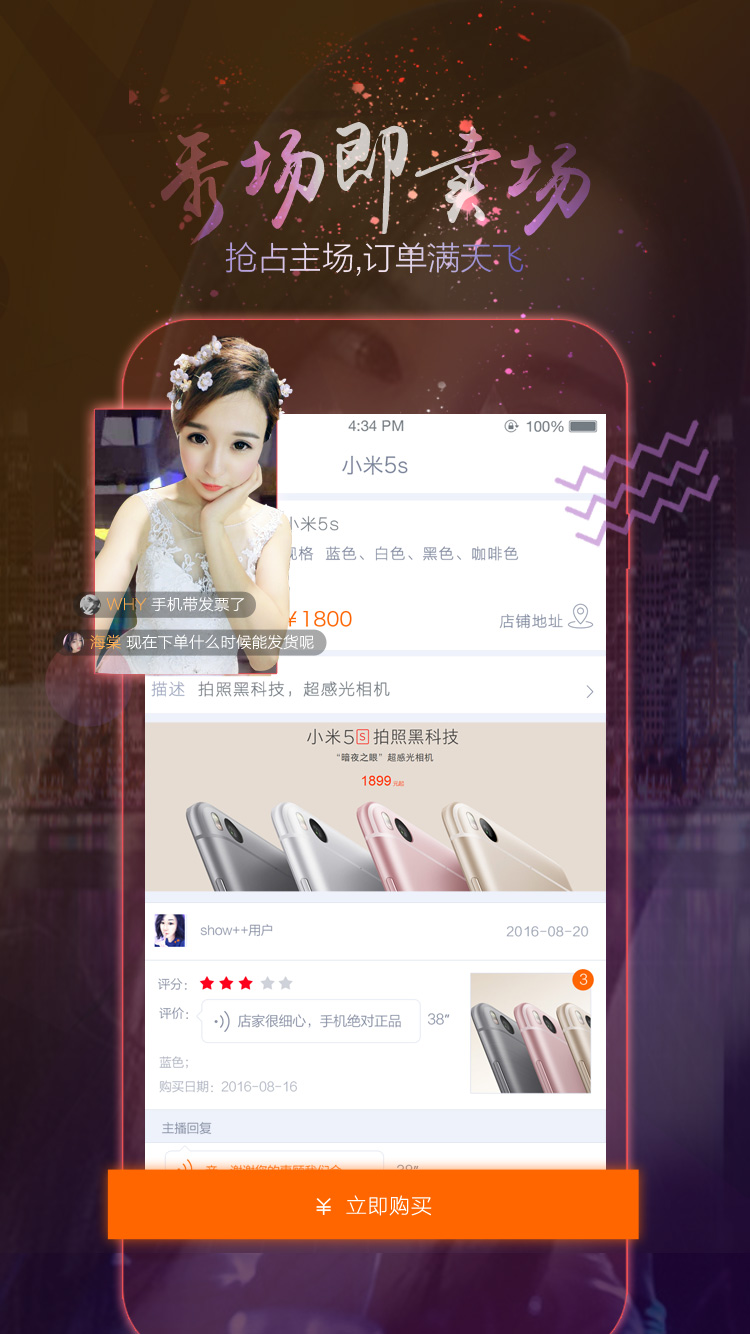 秀场即卖场
抢占主场,订单满天飞
4:34 PM
100%
小米5s
小米5s
规格 蓝色、白色、黑色、咖啡色
¥1800
店铺地址
WHY 手机带发票了
海棠 现在下单什么时候能发货呢
描述 拍照黑科技，超感光相机
小米5S拍照黑科技
“暗夜之眼”超感光相机
1899元起
show++用户
2016-08-20
评分：
3
评价：
店家很细心，手机绝对正品
38”
蓝色；
购买日期：2016-08-16
主播回复
¥ 立即购买